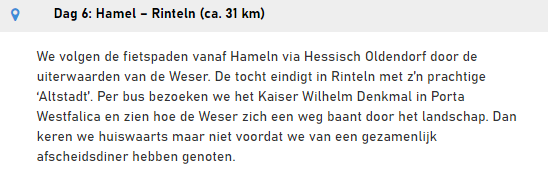 Dag 6: Hamel – Rinteln (ca. 31 km)
We volgen de fietspaden vanaf Hameln via Hessisch Oldendorf door de
uiterwaarden van de Weser. De tocht eindigt in Rinteln met z'n prachtige
‘Altstadt’. Per bus bezoeken we het Kaiser Wilhelm Denkmal in Porta
Westfalica en zien hoe de Weser zich een weg baant door het landschap. Dan
keren we huiswaarts maar niet voordat we van een gezamenlijk
afscheidsdiner hebben genoten.